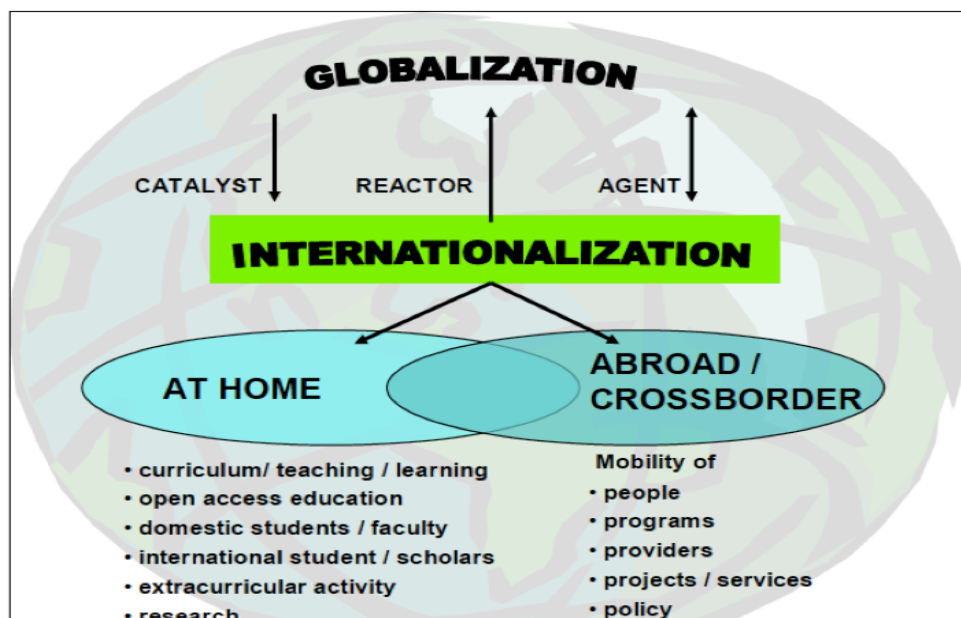 GLOBALIZATION
CATALYST REACTOR AGENT
INTERNATIONALIZATION
AT HOME
ABROAD /
CROSSBORDER
• curriculum/ teaching / learning
• open access education
• domestic students / faculty
• international student / scholars
• extracurricular activity
• research
Mobility of
• people
• programs
• providers
• projects / services
• policy